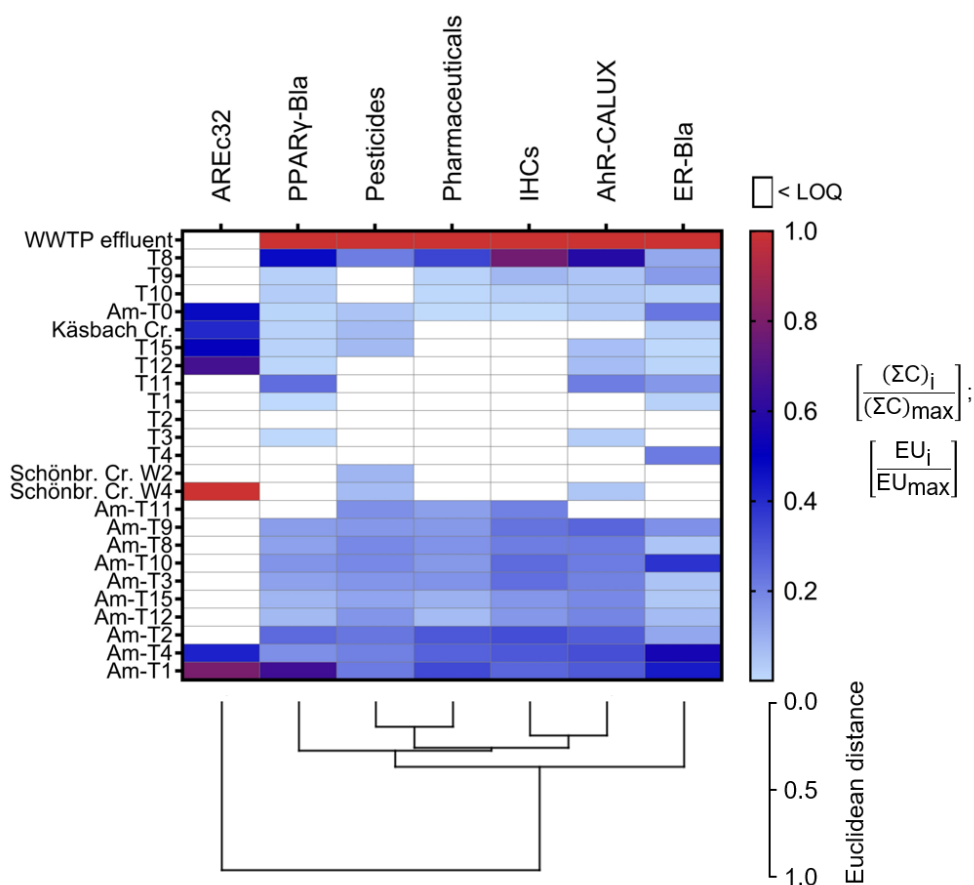 AREc32
PPARγ-Bla
Pesticides
Pharmaceuticals
IHCs
AhR-CALUX
ER-Bla
< LOQ
WWTP effluent
T8
T9
T10
Am-T0
Käsbach Cr.
T15
T12
T11
T1
T2
T3
T4
Schönbr. Cr. W2
Schönbr. Cr. W4
Am-T11
Am-T9
Am-T8
Am-T10
Am-T3
Am-T15
Am-T12
Am-T2
Am-T4
Am-T1
1.0
0.8
0.6
0.4
0.2
[(ΣC)i / (ΣC)max];
[EUi / EUmax]
0.0
0.5
1.0
Euclidean distance